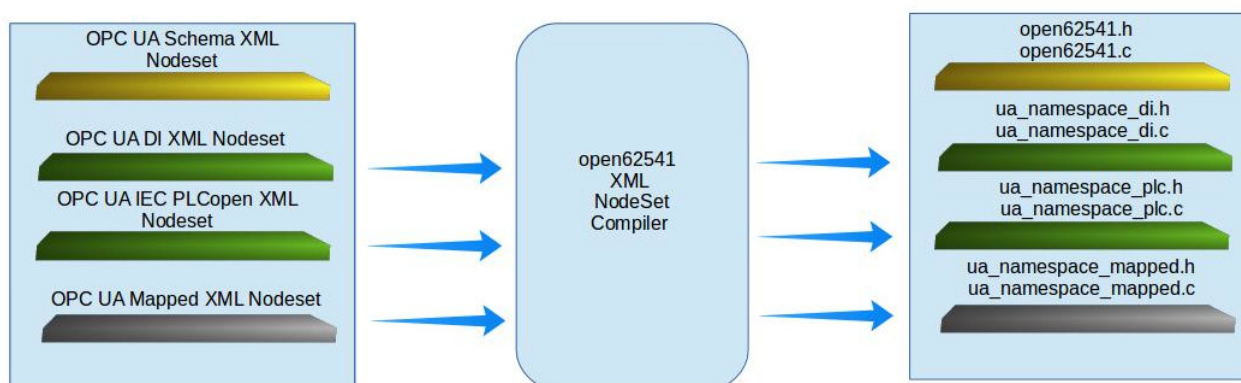 OPC UA Schema XML
Nodeset
OPC UA DI XML Nodeset
OPC UA IEC PLCopen XML
Nodeset
OPC UA Mapped XML Nodeset
open62541
XML
NodeSet
Compiler
open62541.h
open62541.c
ua_namespace_di.h
ua_namespace_di.c
ua_namespace_plc.h
ua_namespace_plc.c
ua_namespace_mapped.h
ua_namespace_mapped.c